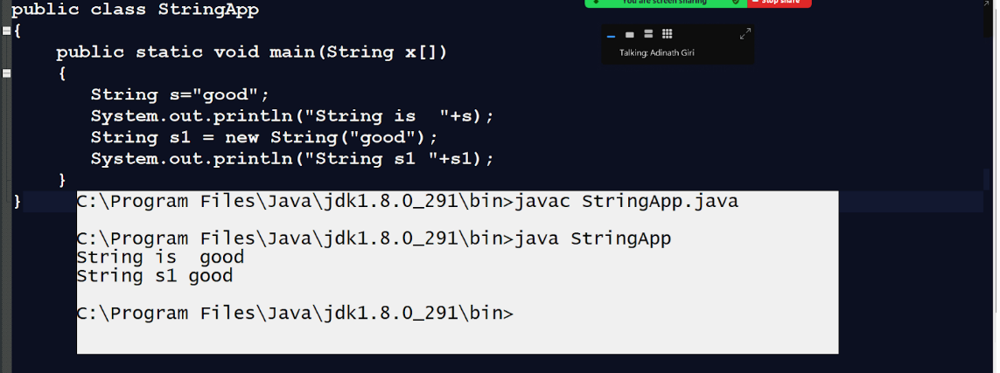 public class StringApp
You are screen sharing Stop share
{
Talking: Adinath Giri
public static void main(String x[])
{
String s="good";
System.out.println("String is  "+s);
String s1 = new String("good");
System.out.println("String s1 "+s1);
}
}
C:\Program Files\Java\jdk1.8.0_291\bin>javac StringApp.java
C:\Program Files\Java\jdk1.8.0_291\bin>java StringApp
String is  good
String s1 good
C:\Program Files\Java\jdk1.8.0_291\bin>